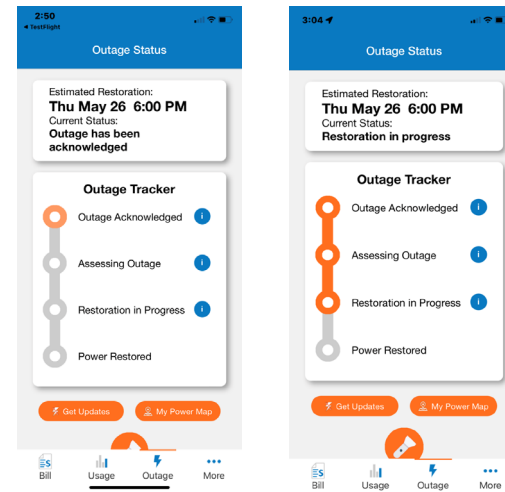 2:50
◀ TestFlight
Outage Status
Estimated Restoration:
Thu May 26 6:00 PM
Current Status:
Outage has been
acknowledged
Outage Tracker
Outage Acknowledged i
Assessing Outage i
Restoration in Progress i
Power Restored
Get Updates My Power Map
$
Bill Usage Outage More
3:04
Outage Status
Estimated Restoration:
Thu May 26 6:00 PM
Current Status:
Restoration in progress
Outage Tracker
Outage Acknowledged i
Assessing Outage i
Restoration in Progress i
Power Restored
Get Updates My Power Map
$
Bill Usage Outage More